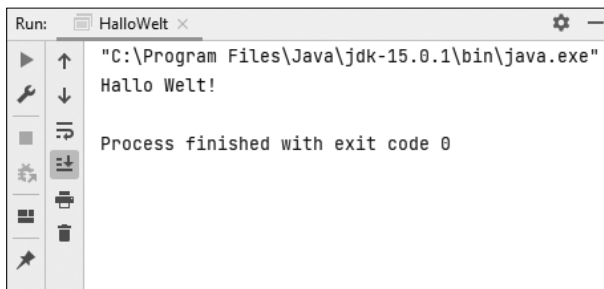 Run: HalloWelt
"C:\Program Files\Java\jdk-15.0.1\bin\java.exe"
Hallo Welt!
Process finished with exit code 0